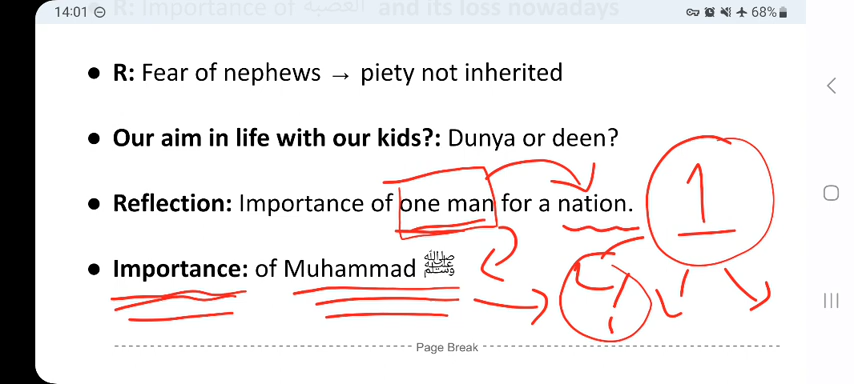 R: Importance of العصبة and its loss nowadays
14:01 68%
● R: Fear of nephews → piety not inherited
● Our aim in life with our kids?: Dunya or deen?
● Reflection: Importance of one man for a nation.
● Importance: of Muhammad ﷺ
1
Page Break